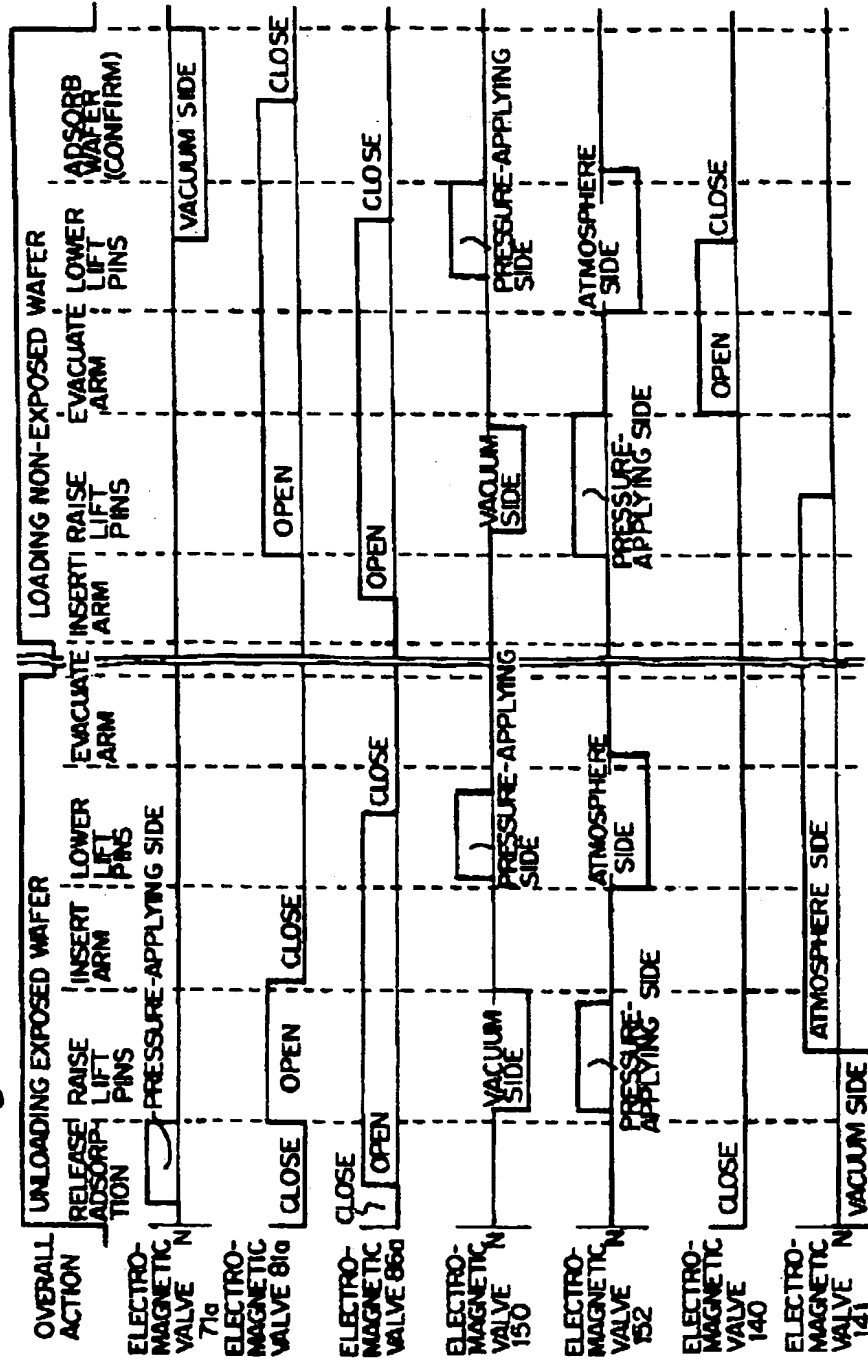 OVERALL
ACTION
UNLOADING EXPOSED WAFER
LOADING NON-EXPOSED WAFER
RELEASE
ADSORP-
TION
RAISE
LIFT
PINS
INSERT
ARM
LOWER
LIFT
PINS
EVACUATE
ARM
INSERT
ARM
RAISE
LIFT
PINS
EVACUATE
ARM
LOWER
LIFT
PINS
ADSORB
WAFER
(CONFIRM)
ELECTRO-
MAGNETIC
VALVE N
71a
PRESSURE-APPLYING SIDE
VACUUM SIDE
ELECTRO-
MAGNETIC
VALVE 81a
CLOSE
OPEN
CLOSE
OPEN
CLOSE
ELECTRO-
MAGNETIC
VALVE 86a
CLOSE
OPEN
CLOSE
OPEN
CLOSE
ELECTRO-
MAGNETIC
VALVE N
150
VACUUM
SIDE
PRESSURE-APPLYING
SIDE
VACUUM
SIDE
PRESSURE-APPLYING
SIDE
ELECTRO-
MAGNETIC
VALVE N
152
PRESSURE-
APPLYING SIDE
ATMOSPHERE
SIDE
PRESSURE-
APPLYING SIDE
ATMOSPHERE
SIDE
ELECTRO-
MAGNETIC
VALVE
140
CLOSE
OPEN
CLOSE
ELECTRO-
MAGNETIC
VALVE N
141
VACUUM SIDE
ATMOSPHERE SIDE